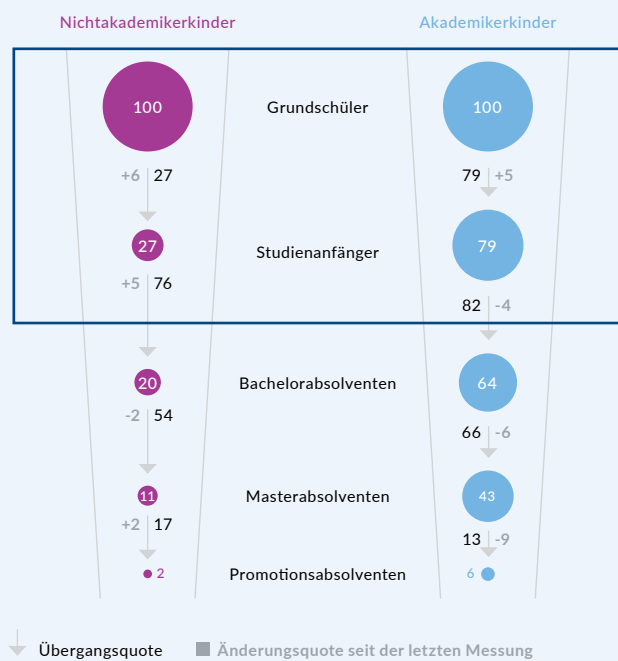 Nichtakademikerkinder Akademikerkinder
100 Grundschüler 100
+6 27 79 +5
27 Studienanfänger 79
+5 76 82 -4
20 Bachelorabsolventen 64
-2 54 66 -6
11 Masterabsolventen 43
+2 17 13 -9
2 Promotionsabsolventen 6
Übergangsquote Änderungsquote seit der letzten Messung